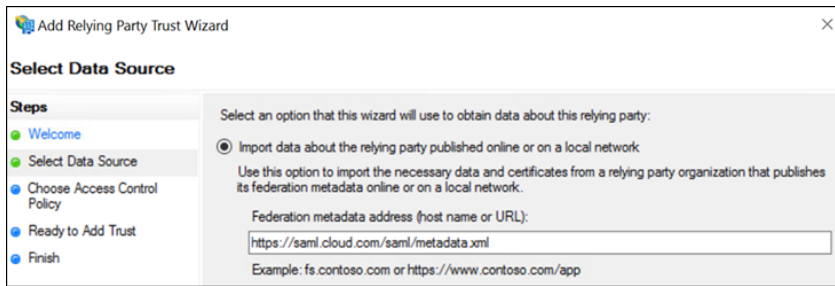 Add Relying Party Trust Wizard
Select Data Source
Steps
Welcome
Select Data Source
Choose Access Control
Policy
Ready to Add Trust
Finish
Select an option that this wizard will use to obtain data about this relying party:
Import data about the relying party published online or on a local network
Use this option to import the necessary data and certificates from a relying party organization that publishes
its federation metadata online or on a local network.
Federation metadata address (host name or URL):
https://saml.cloud.com/saml/metadata.xml
Example: fs.contoso.com or https://www.contoso.com/app